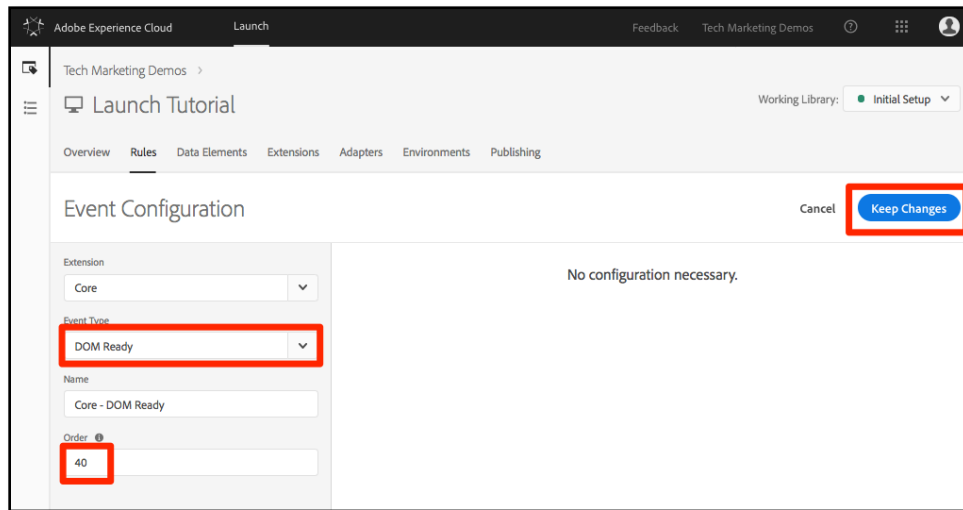 Adobe Experience Cloud Launch Feedback Tech Marketing Demos
Tech Marketing Demos
Launch Tutorial
Working Library: Initial Setup
Overview Rules Data Elements Extensions Adapters Environments Publishing
Event Configuration
Cancel Keep Changes
Extension
Core
No configuration necessary.
Event Type
DOM Ready
Name
Core - DOM Ready
Order
40